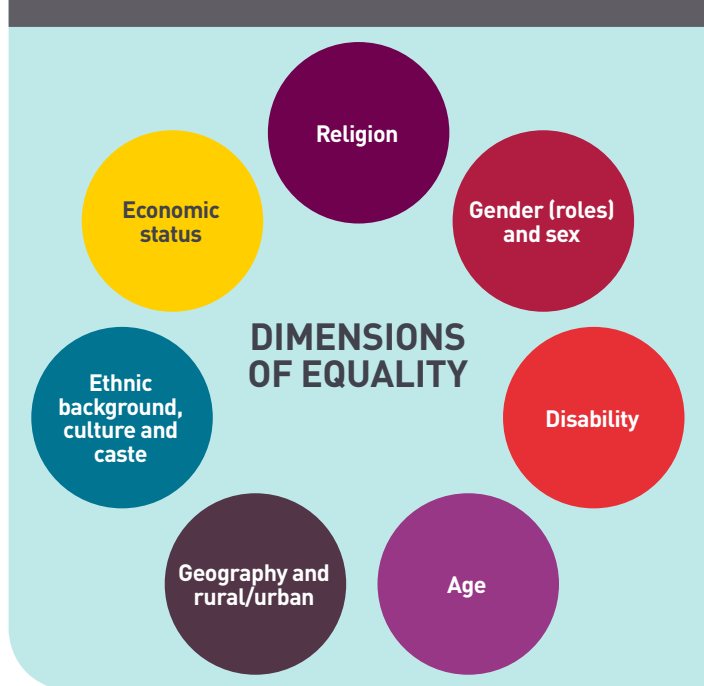 Religion
Economic
status
Gender (roles)
and sex
DIMENSIONS
OF EQUALITY
Ethnic
background,
culture and
caste
Disability
Geography and
rural/urban
Age